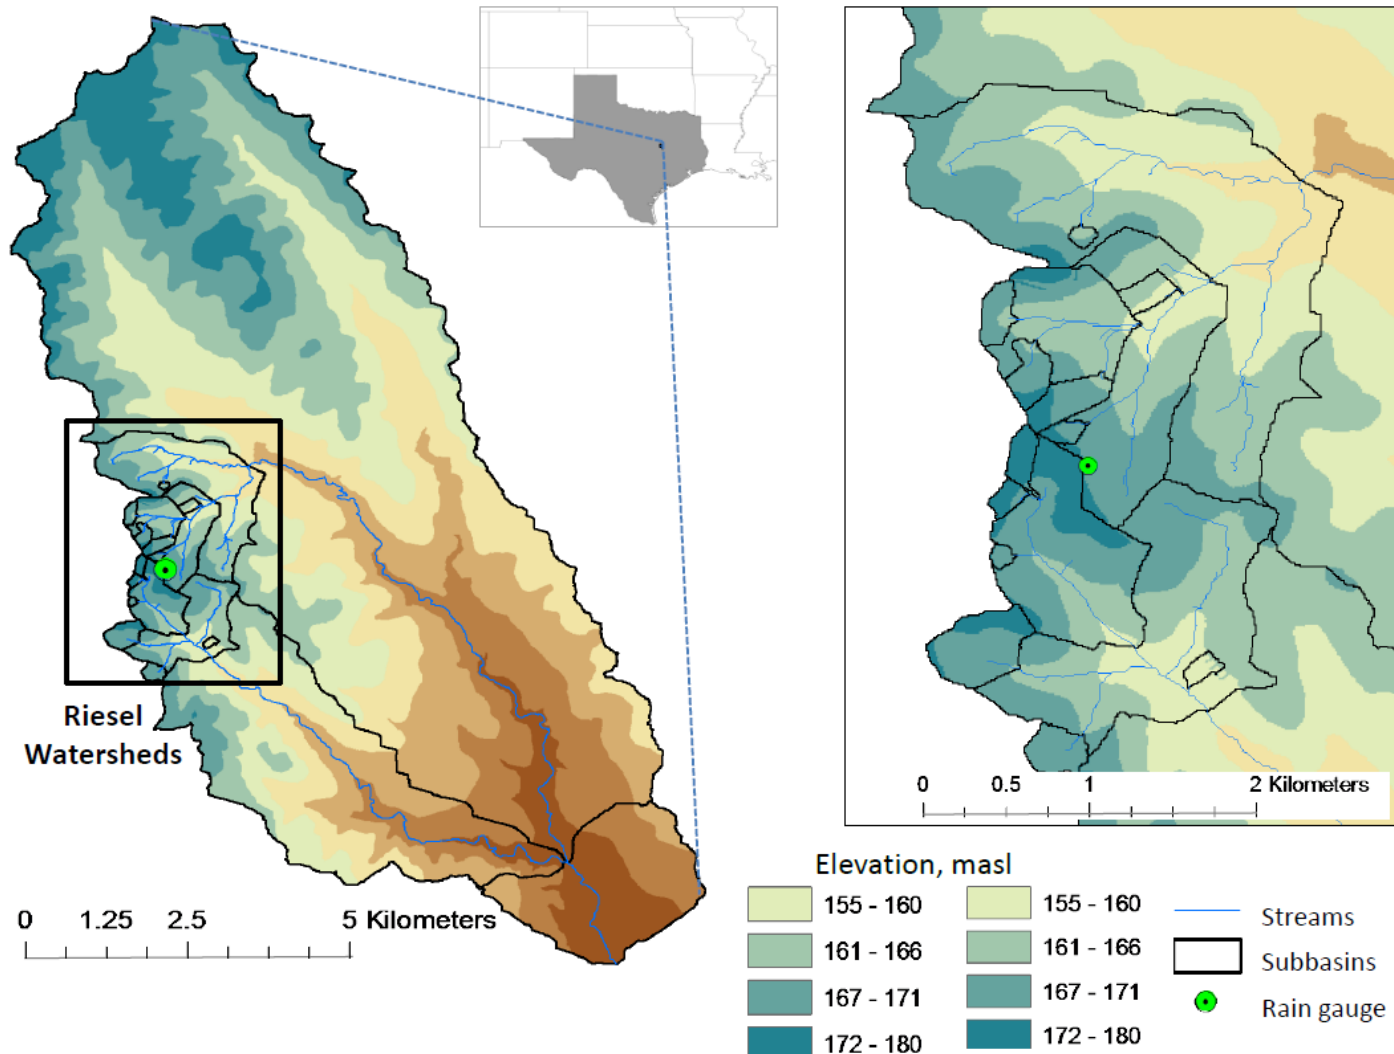 Riesel
Watersheds
0 1.25 2.5 5 Kilometers
0 0.5 1 2 Kilometers
Elevation, masl
155 - 160
161 - 166
167 - 171
172 - 180
155 - 160
161 - 166
167 - 171
172 - 180
Streams
Subbasins
Rain gauge